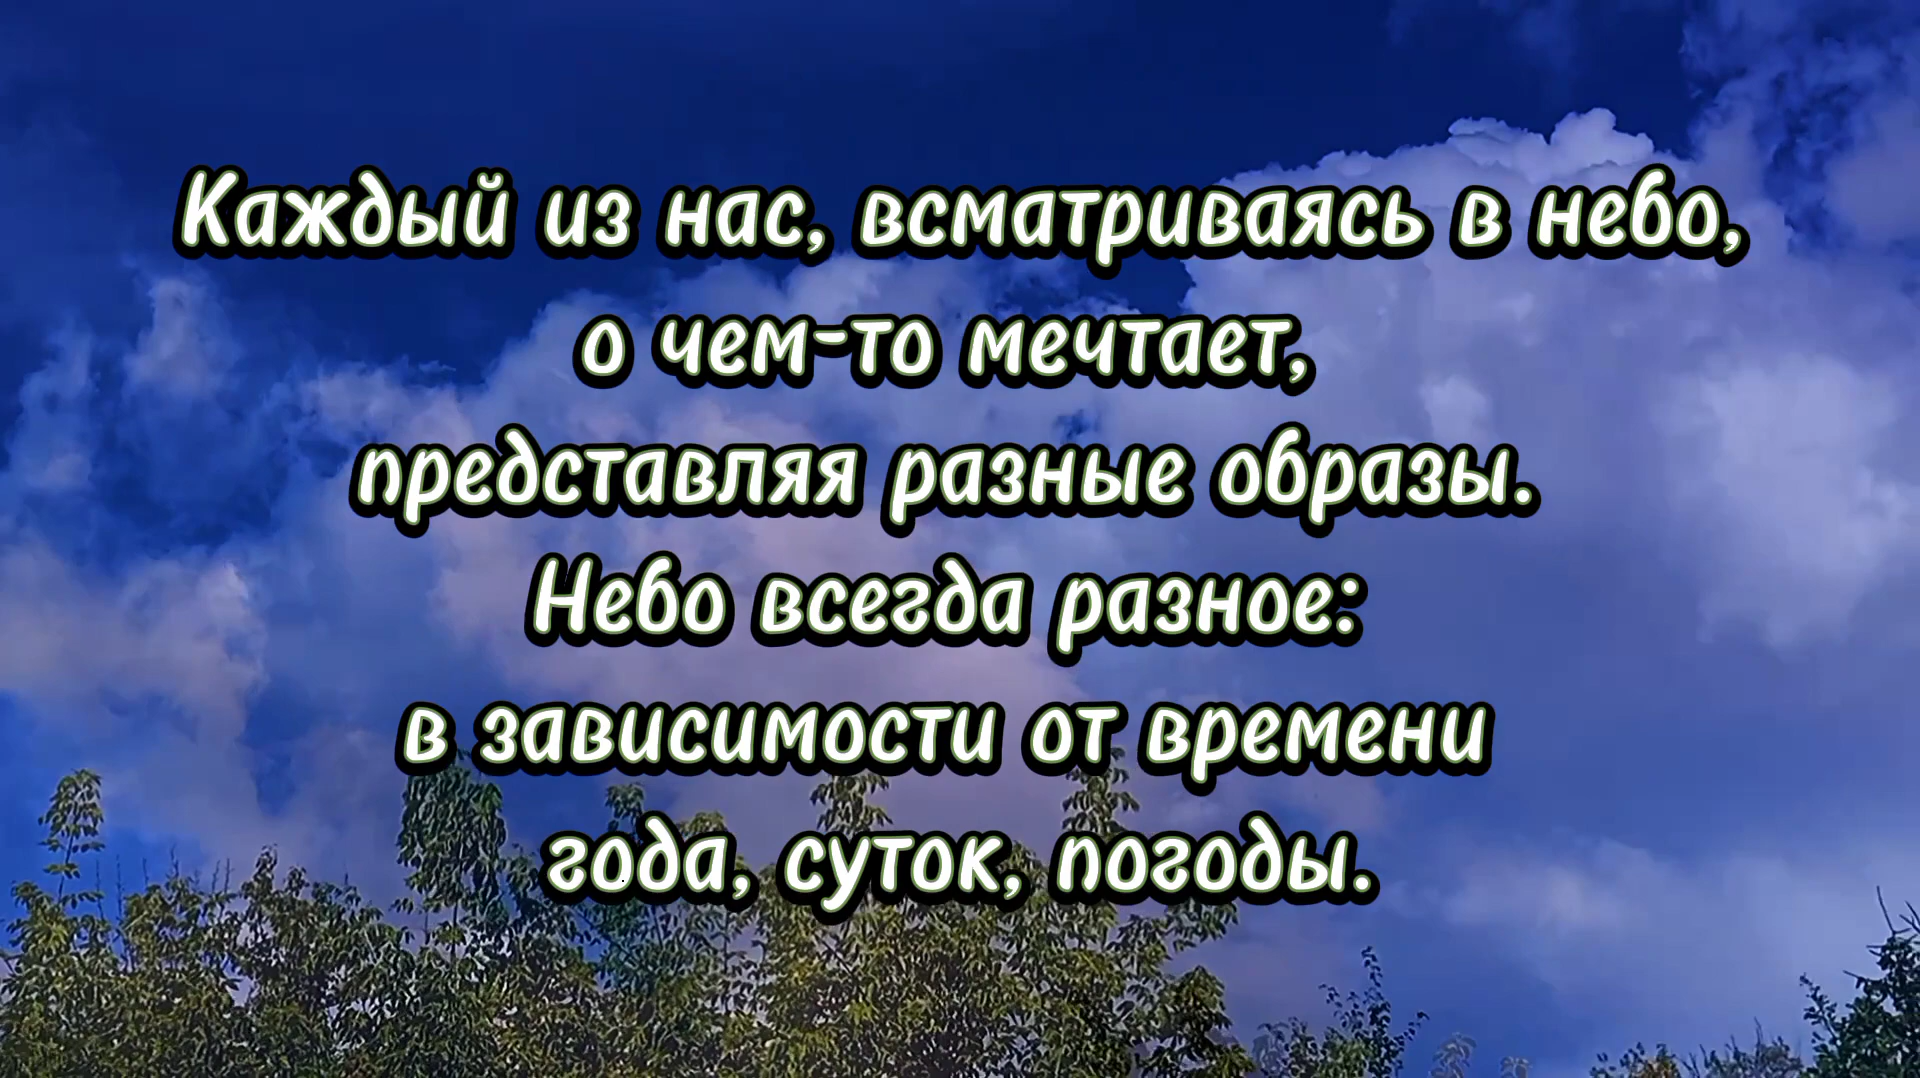 Каждый из нас, всматриваясь в небо,
о чем-то мечтает,
представляя разные образы.
Небо всегда разное:
в зависимости от времени
года, суток, погоды.